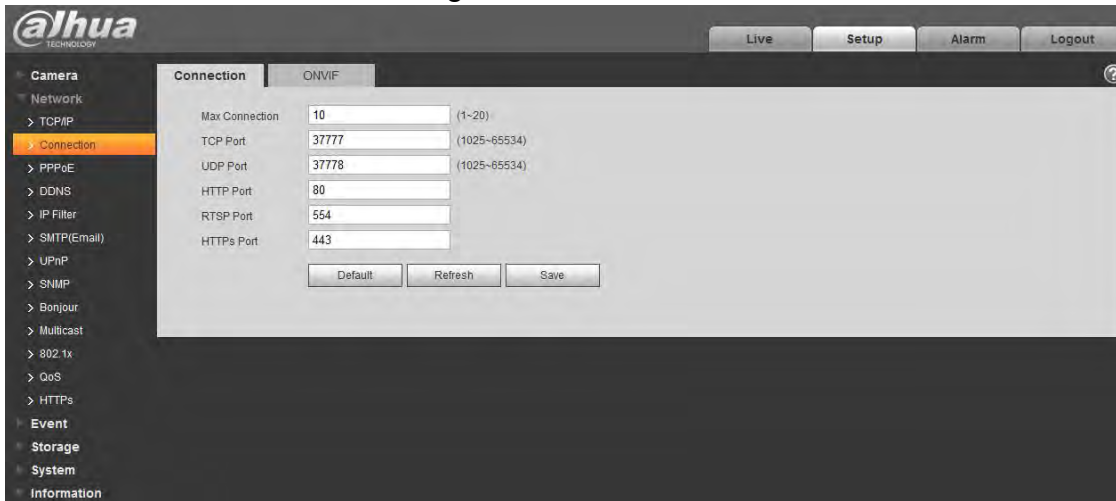 alhua
TECHNOLOGY
Live Setup Alarm Logout
Camera
Network
> TCP/IP
> Connection
> PPPoE
> DDNS
> IP Filter
> SMTP(Email)
> UPnP
> SNMP
> Bonjour
> Multicast
> 802.1x
> QoS
> HTTPs
Event
Storage
System
Information
Connection ONVIF
?
Max Connection 10 (1~20)
TCP Port 37777 (1025~65534)
UDP Port 37778 (1025~65534)
HTTP Port 80
RTSP Port 554
HTTPs Port 443
Default Refresh Save